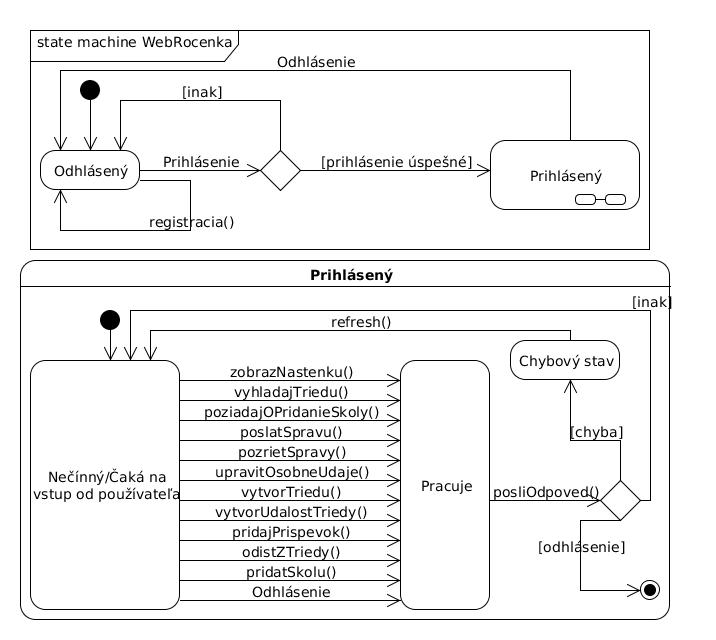 state machine WebRocenka
Odhlásenie
[inak]
Odhlásený
Prihlásenie
[prihlásenie úspešné]
Prihlásený
registracia()
Prihlásený
[inak]
refresh()
Chybový stav
zobrazNastenku()
vyhladajTriedu()
poziadajOPridanieSkoly()
poslatSpravu()
pozrietSpravy()
upravitOsobneUdaje()
vytvorTriedu()
vytvorUdalostTriedy()
pridajPrispevok()
odistZTriedy()
pridatSkolu()
Odhlásenie
Nečínný/Čaká na
vstup od používateľa
Pracuje
posliOdpoved()
[chyba]
[odhlásenie]